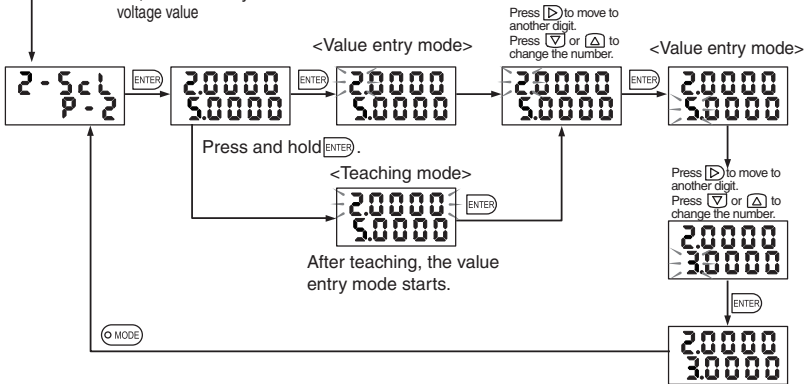 voltage value
Press ▷ to move to
another digit.
Press ▽ or △ to
change the number.
<Value entry mode>
<Value entry mode>
2-ScL
P-2
ENTER
2.0000
5.0000
ENTER
2.0000
5.0000
2.0000
5.0000
ENTER
2.0000
5.0000
Press and hold ENTER.
<Teaching mode>
2.0000
5.0000
ENTER
After teaching, the value
entry mode starts.
Press ▷ to move to
another digit.
Press ▽ or △ to
change the number.
2.0000
3.0000
ENTER
MODE
2.0000
3.0000